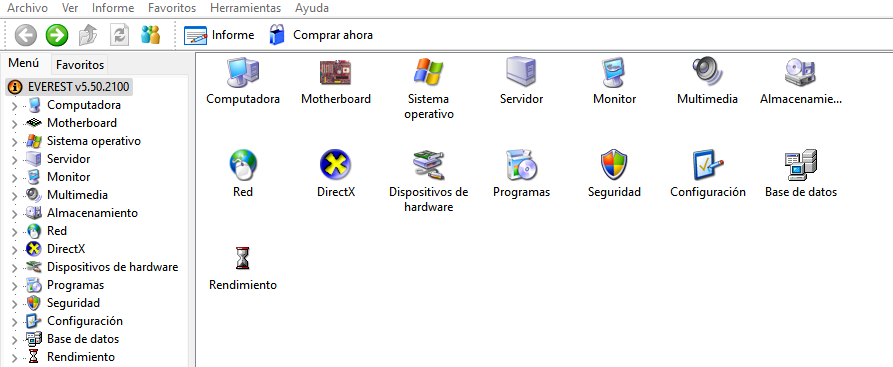 Archivo Ver Informe Favoritos Herramientas Ayuda
Informe Comprar ahora
Menú Favoritos
EVEREST v5.50.2100
Computadora
Motherboard
Sistema operativo
Servidor
Monitor
Multimedia
Almacenamiento
Red
DirectX
Dispositivos de hardware
Programas
Seguridad
Configuración
Base de datos
Rendimiento
Computadora
Motherboard
Sistema
operativo
Servidor
Monitor
Multimedia
Almacenamie...
Red
DirectX
Dispositivos de
hardware
Programas
Seguridad
Configuración
Base de datos
Rendimiento